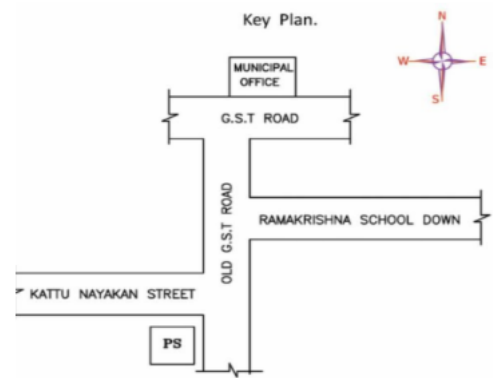 Key Plan.
N
MUNICIPAL
OFFICE
W
E
S
G.S.T ROAD
OLD G.S.T ROAD
RAMAKRISHNA SCHOOL DOWN
KATTU NAYAKAN STREET
PS